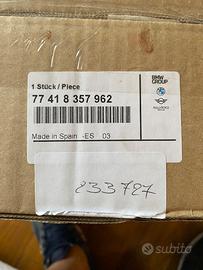 1 Stück / Piece
BMW
GROUP
77 41 8 357 962
Made in Spain -ES 03
833727
subito